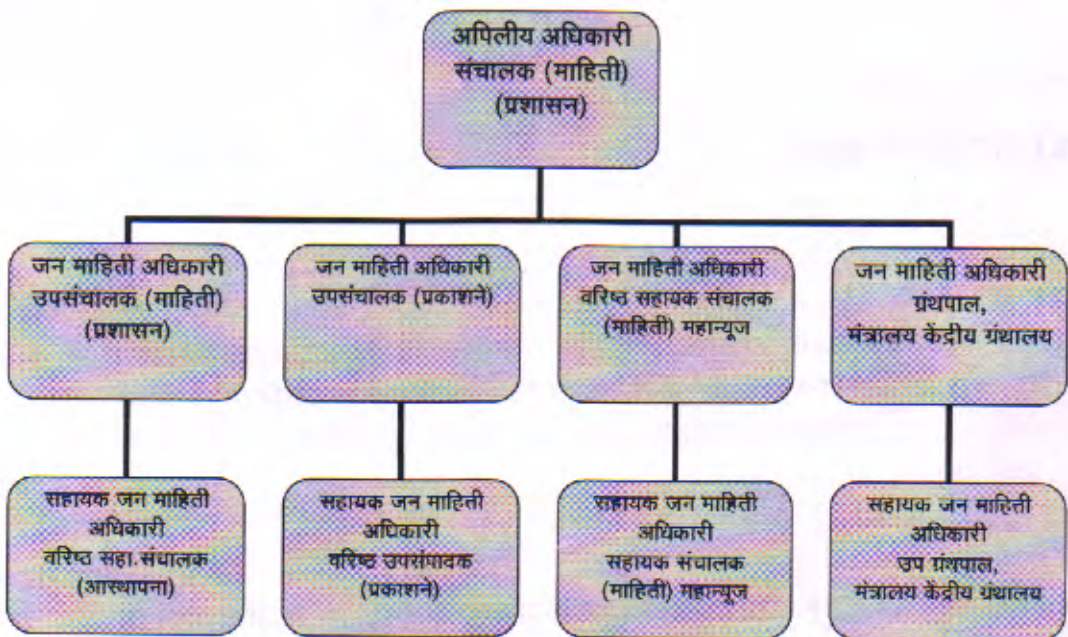 अपिलीय अधिकारी
संचालक (माहिती)
(प्रशासन)
जन माहिती अधिकारी
उपसंचालक (माहिती)
(प्रशासन)
जन माहिती अधिकारी
उपसंचालक (प्रकाशने)
जन माहिती अधिकारी
वरिष्ठ सहायक संचालक
(माहिती) महान्यूज
जन माहिती अधिकारी
ग्रंथपाल,
मंत्रालय केंद्रीय ग्रंथालय
सहायक जन माहिती
अधिकारी
वरिष्ठ सहा.संचालक
(आस्थापना)
सहायक जन माहिती
अधिकारी
वरिष्ठ उपसंपादक
(प्रकाशने)
सहायक जन माहिती
अधिकारी
सहायक संचालक
(माहिती) महान्यूज
सहायक जन माहिती
अधिकारी
उप ग्रंथपाल,
मंत्रालय केंद्रीय ग्रंथालय